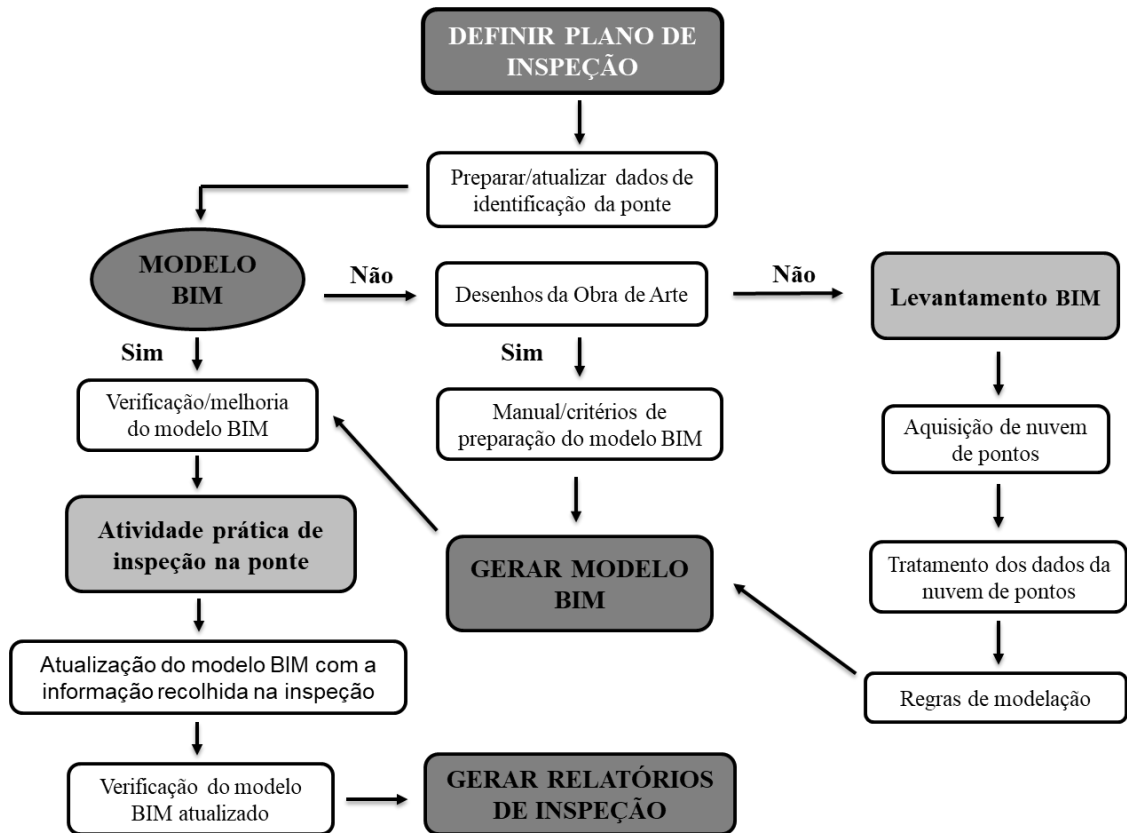 DEFINIR PLANO DE
INSPEÇÃO
Preparar/atualizar dados de
identificação da ponte
MODELO
BIM
Não
Desenhos da Obra de Arte
Não
Levantamento BIM
Sim
Sim
Verificação/melhoria
do modelo BIM
Manual/critérios de
preparação do modelo BIM
Aquisição de nuvem
de pontos
Atividade prática de
inspeção na ponte
GERAR MODELO
BIM
Tratamento dos dados da
nuvem de pontos
Atualização do modelo BIM com a
informação recolhida na inspeção
Regras de modelação
Verificação do modelo
BIM atualizado
GERAR RELATÓRIOS
DE INSPEÇÃO